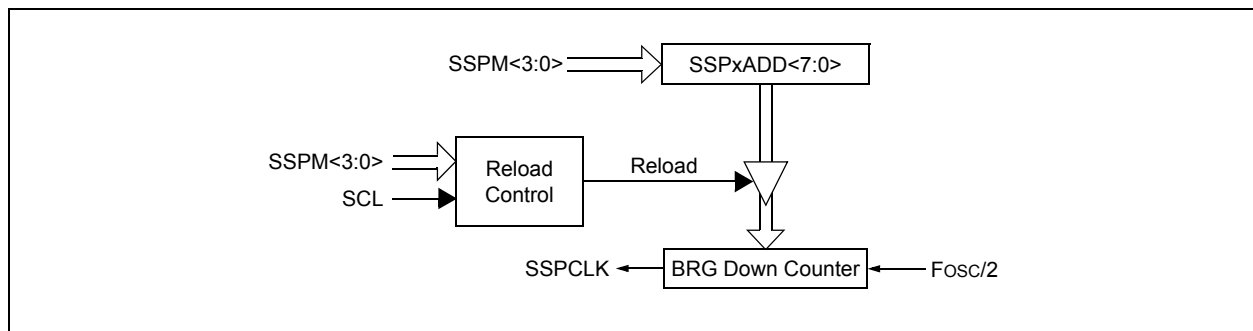 SSPM<3:0>
SSPxADD<7:0>
SSPM<3:0>
SCL
Reload
Control
Reload
SSPCLK
BRG Down Counter
FOSC/2